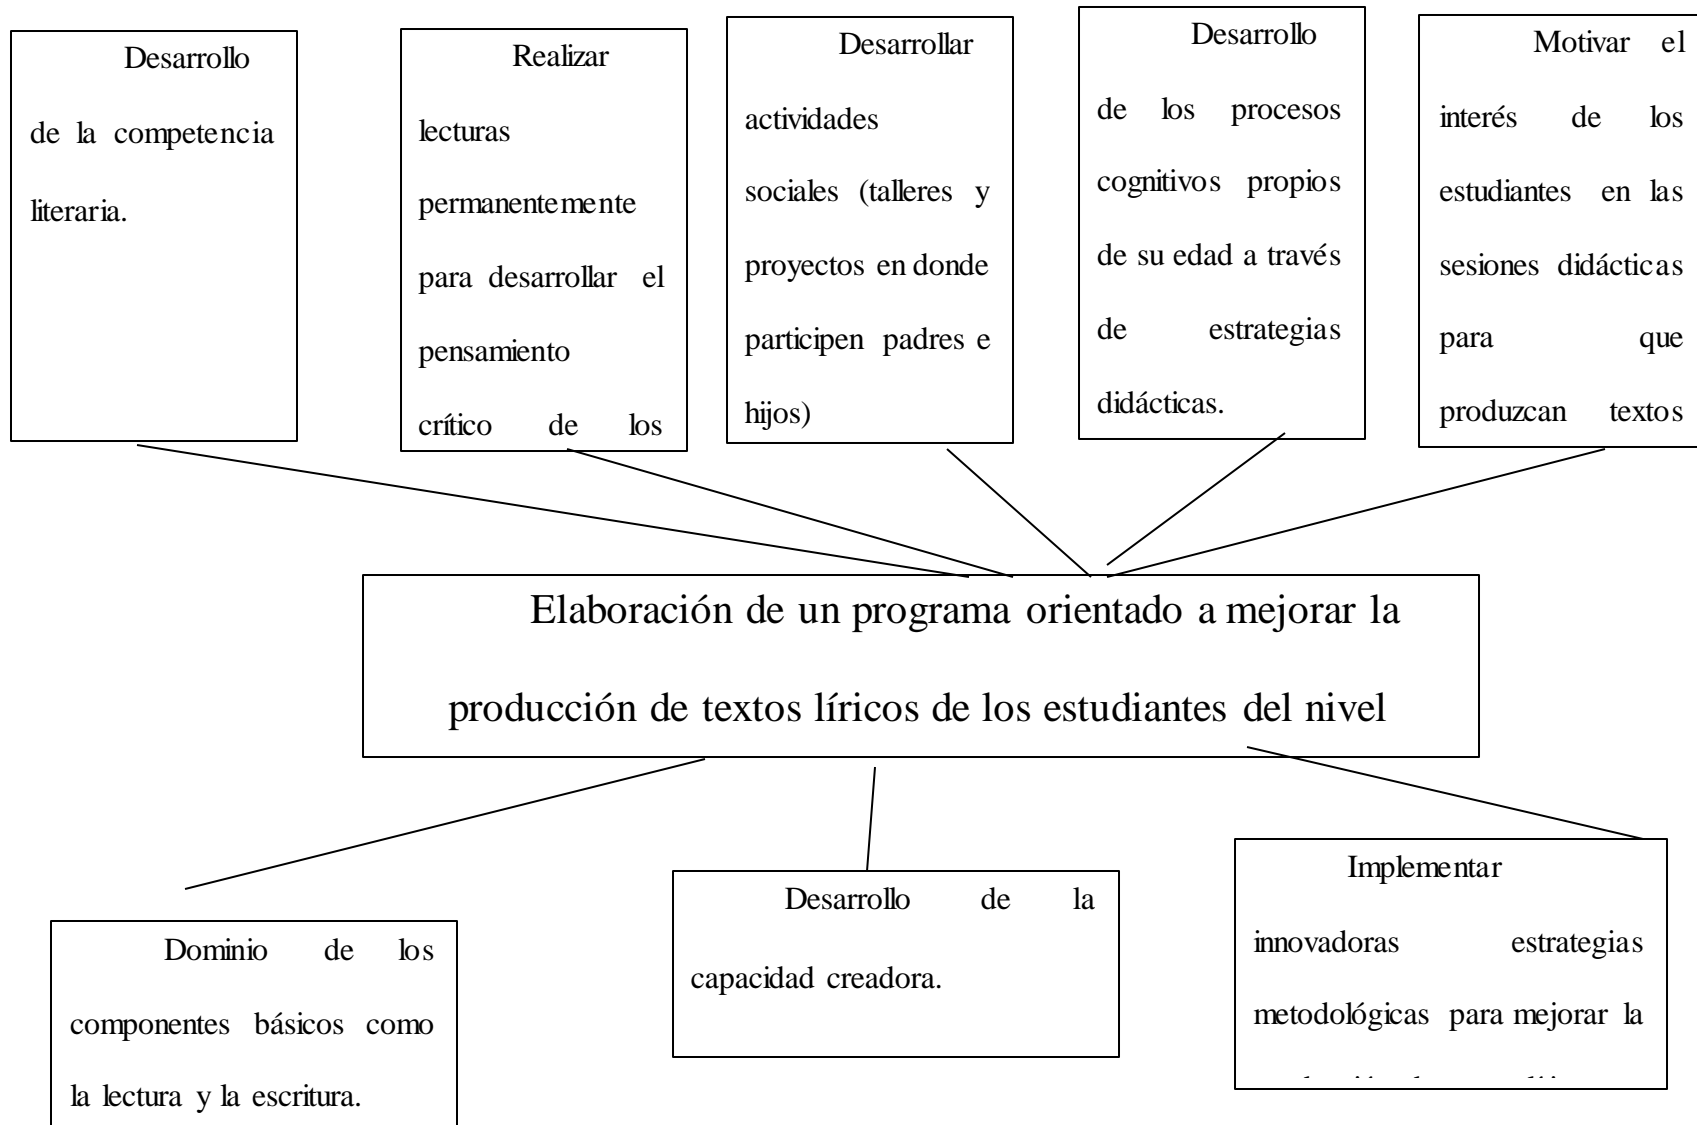 Desarrollo
de la competencia
literaria.
Realizar
lecturas
permanentemente
para desarrollar el
pensamiento
crítico de los
Desarrollar
actividades
sociales (talleres y
proyectos en donde
participen padres e
hijos)
Desarrollo
de los procesos
cognitivos propios
de su edad a través
de estrategias
didácticas.
Motivar el
interés de los
estudiantes en las
sesiones didácticas
para que
produzcan textos
Elaboración de un programa orientado a mejorar la
producción de textos líricos de los estudiantes del nivel
Dominio de los
componentes básicos como
la lectura y la escritura.
Desarrollo de la
capacidad creadora.
Implementar
innovadoras estrategias
metodológicas para mejorar la